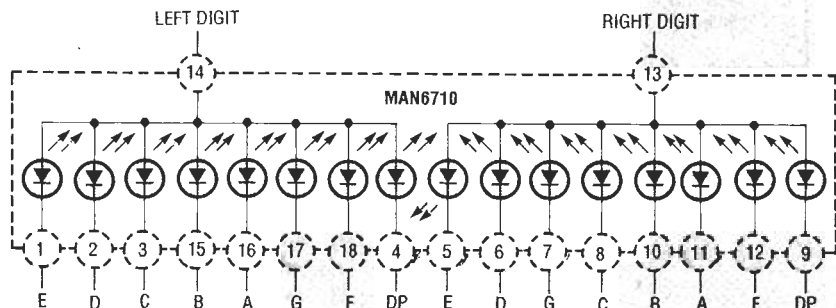 LEFT DIGIT RIGHT DIGIT
14 13
MAN6710
1 2 3 15 16 17 18 4 5 6 7 8 10 11 12 9
E D C B A G F DP E D G C B A F DP